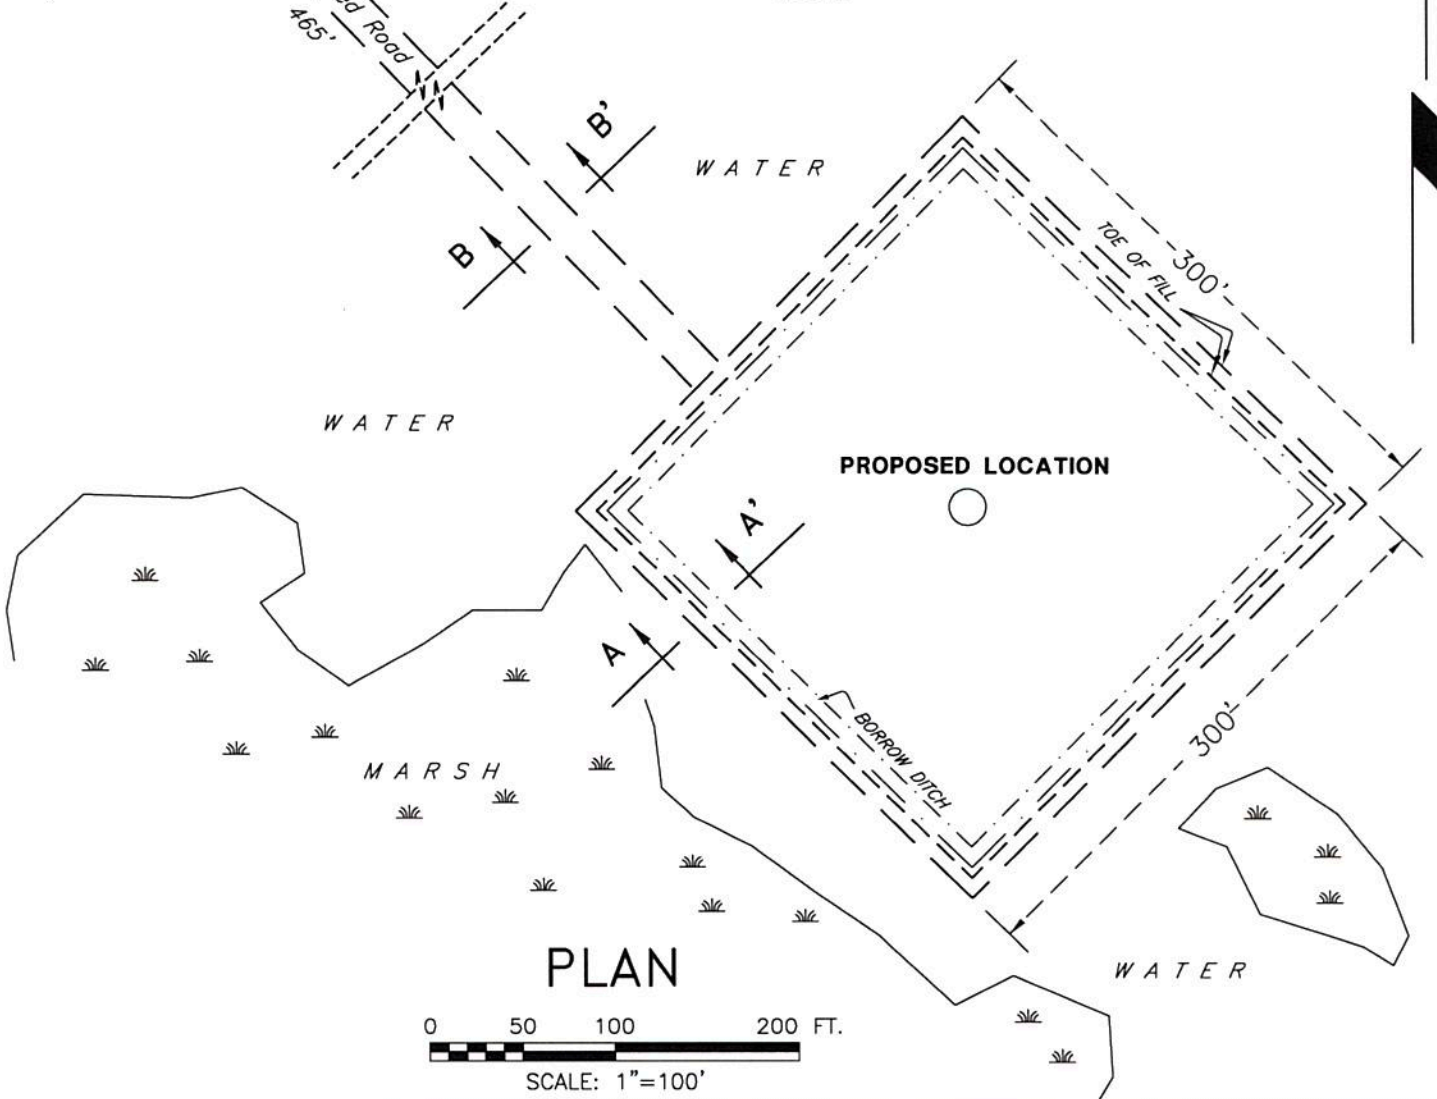 ed Road
465'
B'
WATER
B
TOE OF FILL
300'
WATER
PROPOSED LOCATION
A'
A
BORROW DITCH
300'
MARSH
PLAN
WATER
0 50 100 200 FT.
SCALE: 1"=100'